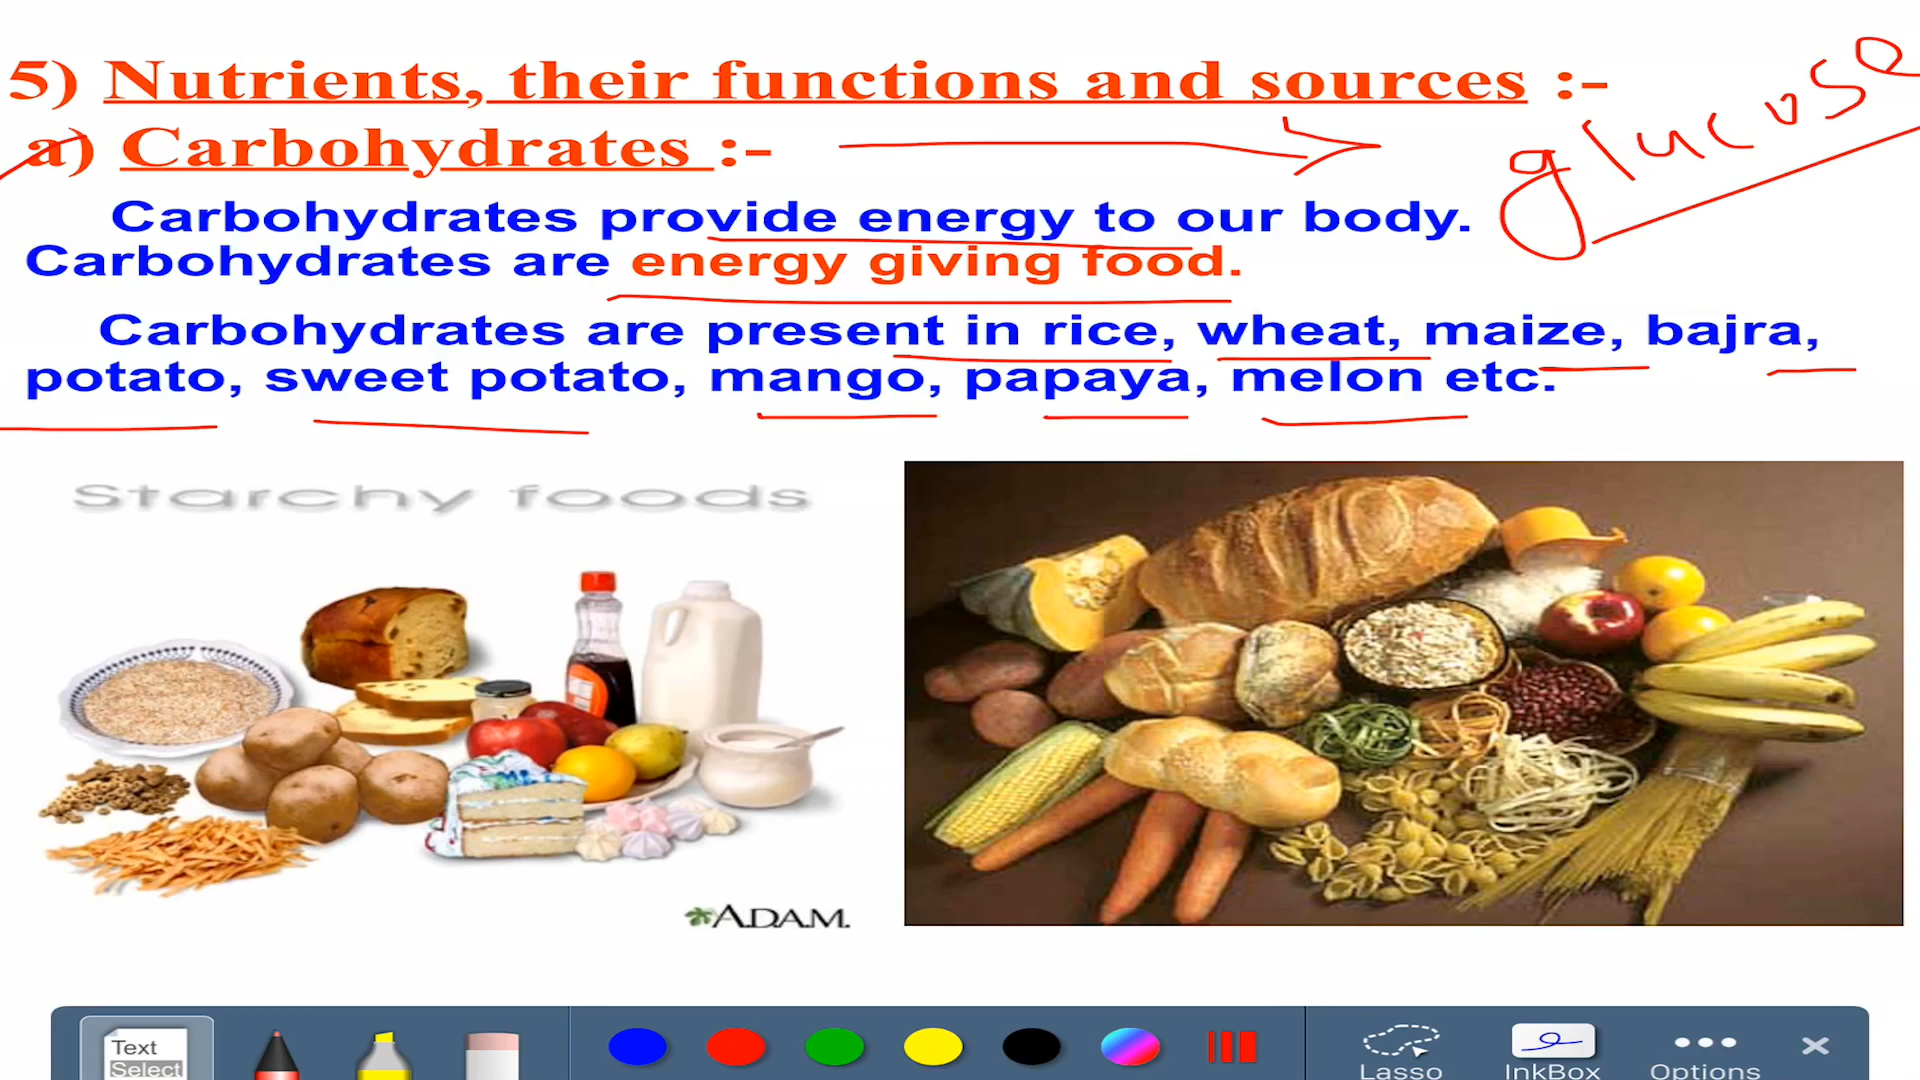 5) Nutrients, their functions and sources :-
a) Carbohydrates :-
glucose
Carbohydrates provide energy to our body.
Carbohydrates are energy giving food.
Carbohydrates are present in rice, wheat, maize, bajra,
potato, sweet potato, mango, papaya, melon etc.
Starchy foods
A.D.A.M.
Text
Select
Lasso
InkBox
Options